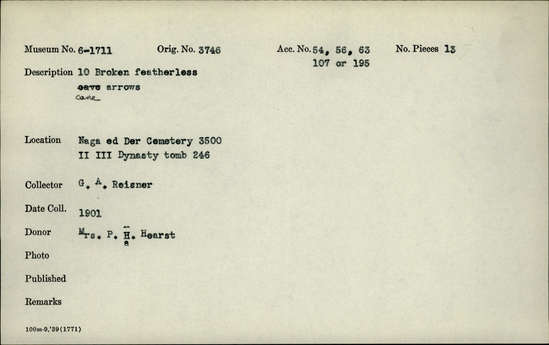 Museum No. 6-1711 Orig. No. 3746 Acc. No. 54, 56, 63 No. Pieces 13
107 or 195
Description 10 Broken featherless
cave arrows
cane
Location Naga ed Der Cemetery 3500
II III Dynasty tomb 246
Collector G. A. Reisner
Date Coll. 1901
Donor Mrs. P. H. Hearst
a
Photo
Published
Remarks
100m-9,'39(1771)